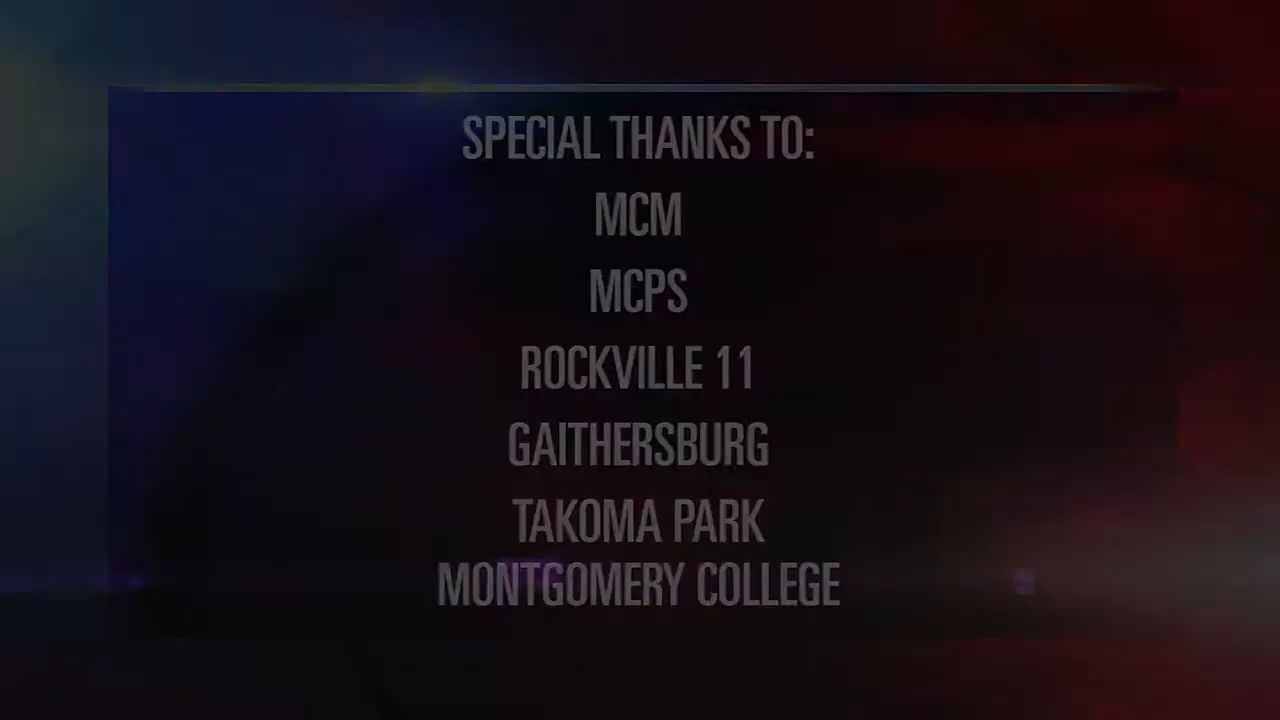 SPECIAL THANKS TO:
MCM
MCPS
ROCKVILLE 11
GAITHERSBURG
TAKOMA PARK
MONTGOMERY COLLEGE